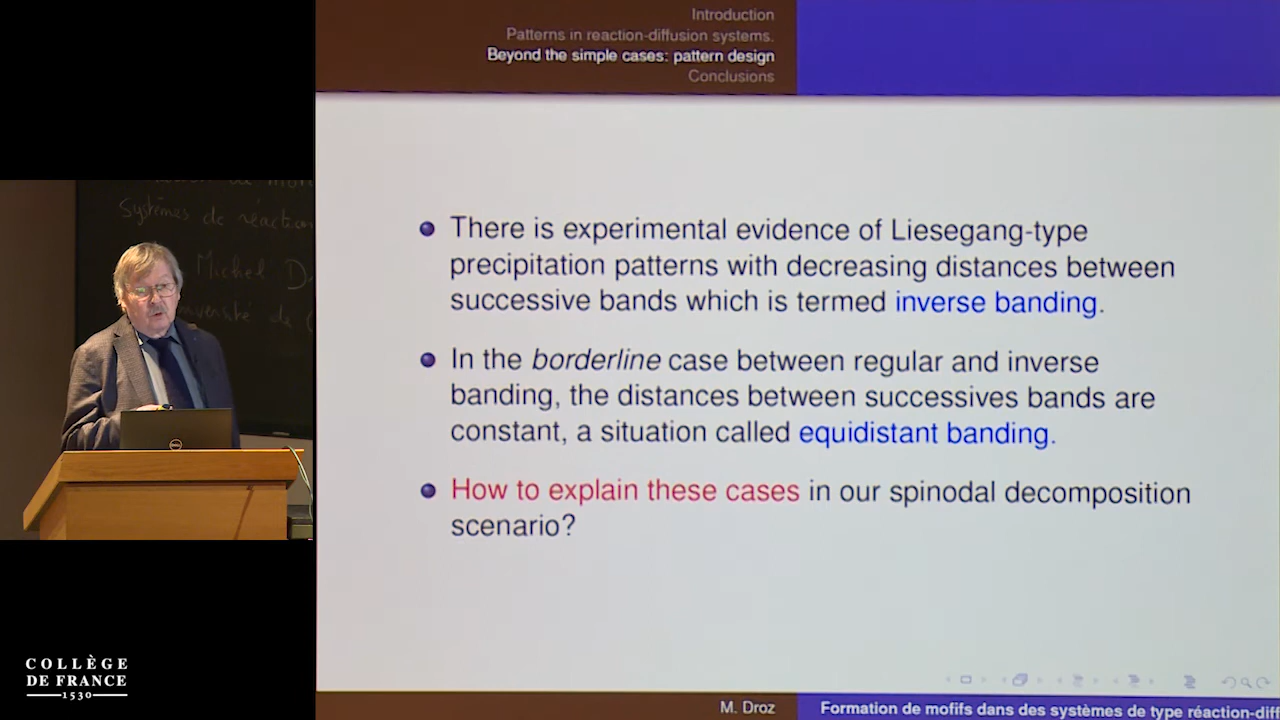 Introduction
Patterns in reaction-diffusion systems.
Beyond the simple cases: pattern design
Conclusions
There is experimental evidence of Liesegang-type
precipitation patterns with decreasing distances between
successive bands which is termed inverse banding.
In the borderline case between regular and inverse
banding, the distances between successives bands are
constant, a situation called equidistant banding.
How to explain these cases in our spinodal decomposition
scenario?
M. Droz
Formation de mofifs dans des systèmes de type réaction-diff
Systèmes de réaction
Michel D
DELL
COLLÈGE
DE FRANCE
1530